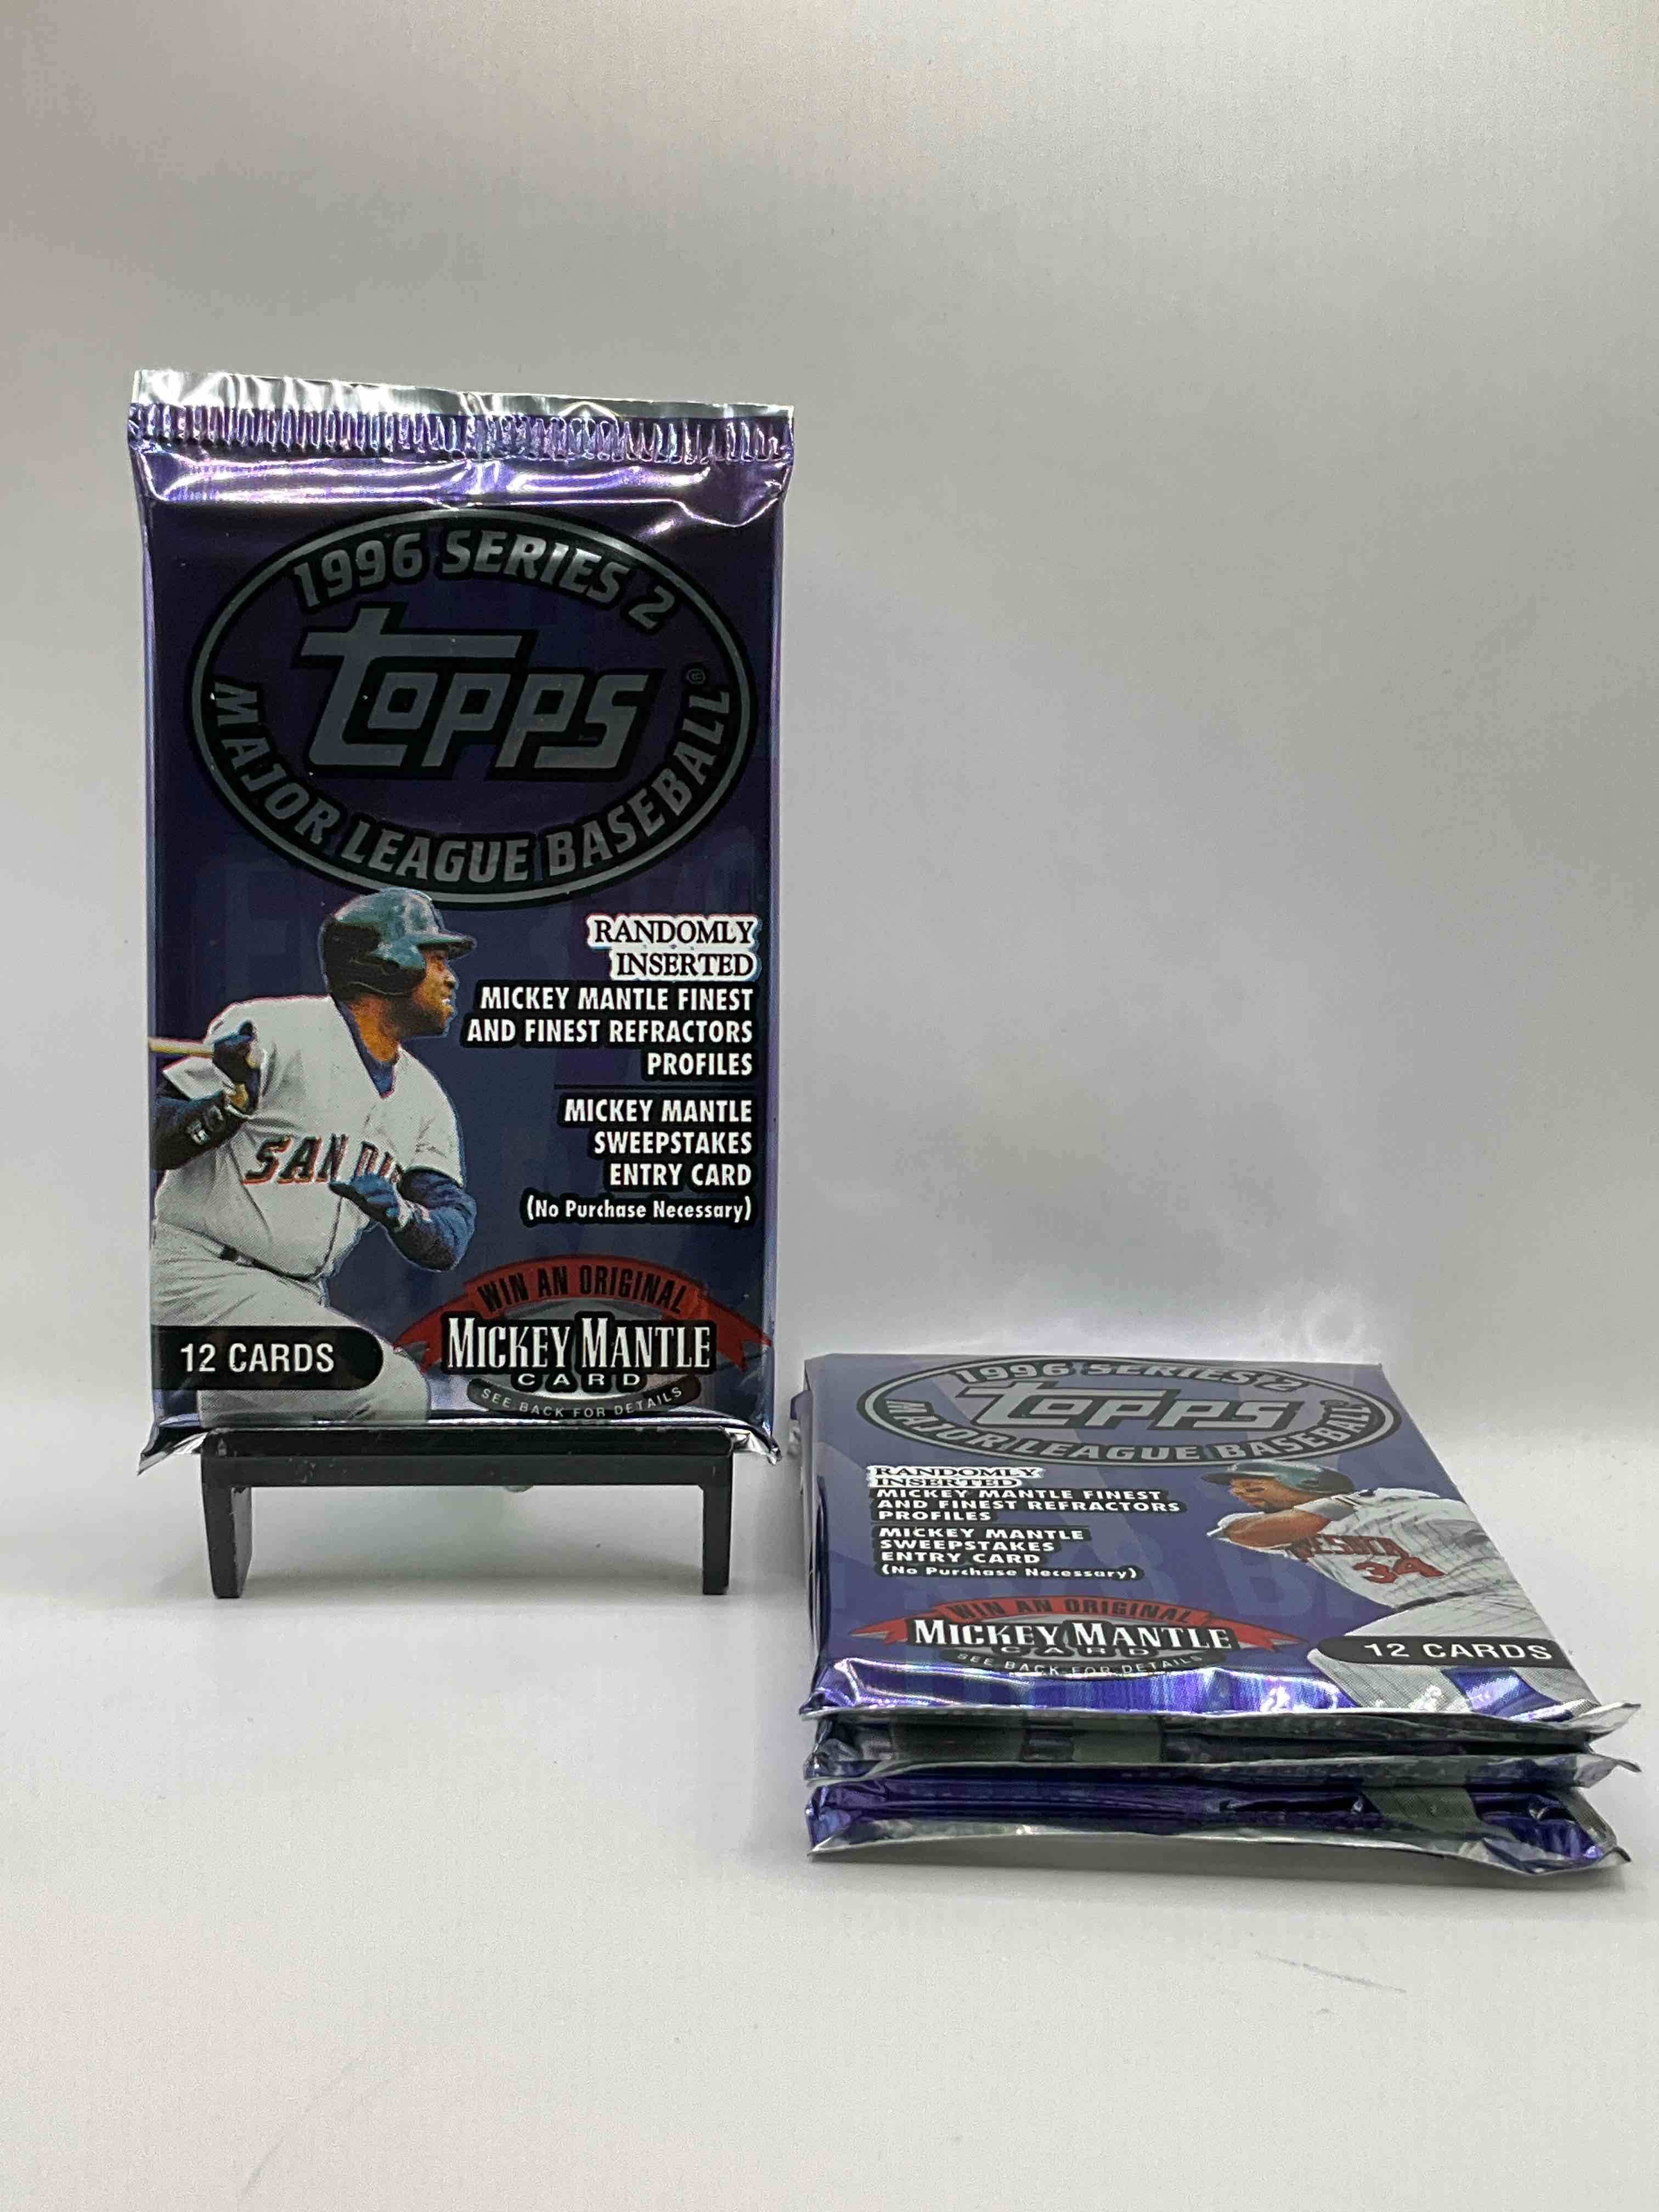 1996 SERIES 2
Topps
MAJOR LEAGUE BASEBALL®
RANDOMLY
INSERTED
MICKEY MANTLE FINEST
AND FINEST REFRACTORS
PROFILES
MICKEY MANTLE
SWEEPSTAKES
ENTRY CARD
(No Purchase Necessary)
SAN DI
12 CARDS
WIN AN ORIGINAL
MICKEY MANTLE
CARD
SEE BACK FOR DETAILS
1996 SERIES 2
Topps
MAJOR LEAGUE BASEBALL®
RANDOMLY
INSERTED
MICKEY MANTLE FINEST
AND FINEST REFRACTORS
PROFILES
MICKEY MANTLE
SWEEPSTAKES
ENTRY CARD
(No Purchase Necessary)
34
WIN AN ORIGINAL
MICKEY MANTLE
CARD
SEE BACK FOR DETAILS
12 CARDS